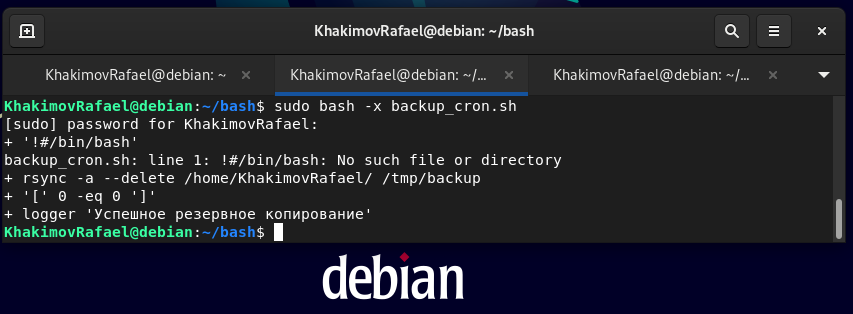 KhakimovRafael@debian: ~/bash
KhakimovRafael@debian: ~
KhakimovRafael@debian: ~/...
KhakimovRafael@debian: ~/...
KhakimovRafael@debian:~/bash$ sudo bash -x backup_cron.sh
[sudo] password for KhakimovRafael:
+ '!#/bin/bash'
backup_cron.sh: line 1: !#/bin/bash: No such file or directory
+ rsync -a --delete /home/KhakimovRafael/ /tmp/backup
+ '[' 0 -eq 0 ']'
+ logger 'Успешное резервное копирование'
KhakimovRafael@debian:~/bash$
debian